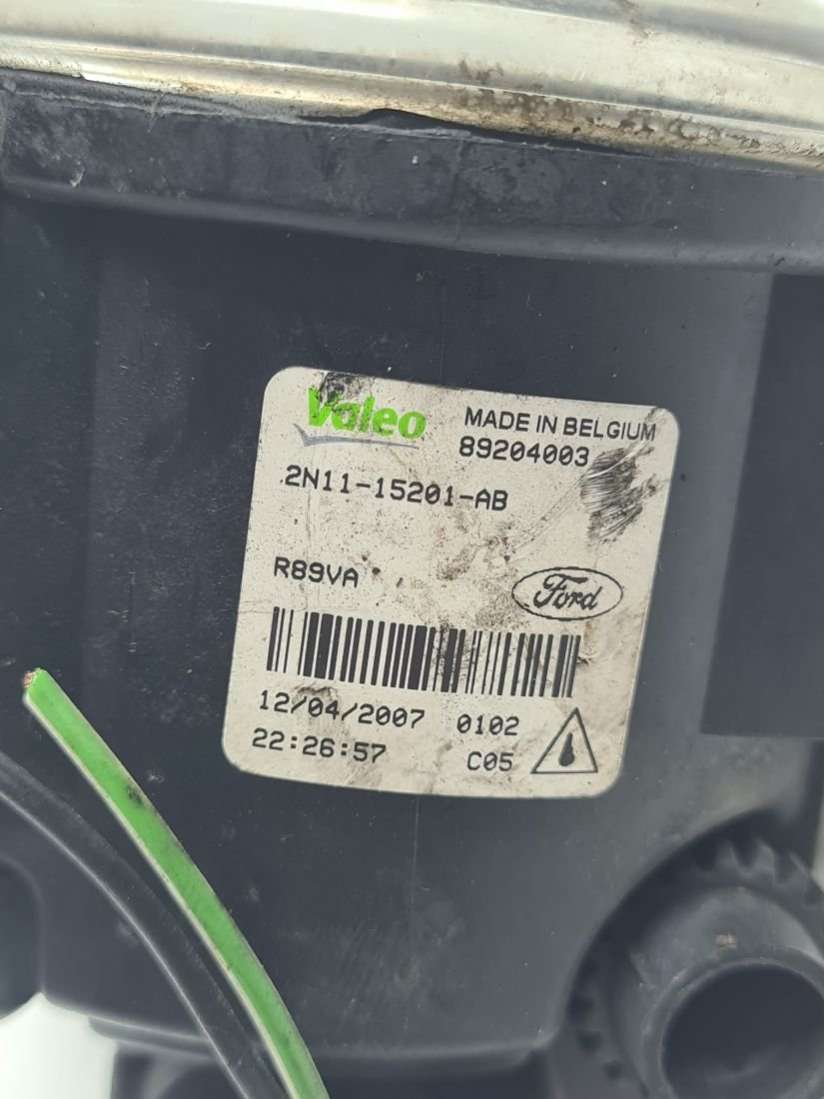 Valeo
MADE IN BELGIUM
89204003
2N11-15201-AB
R89VA
Ford
12/04/2007 0102
22:26:57 C05